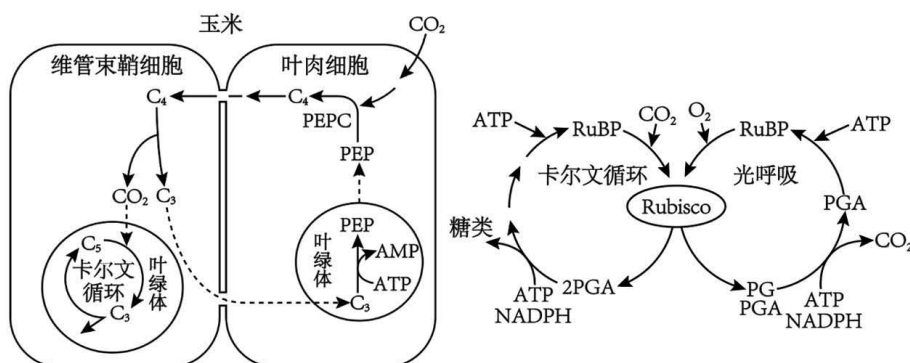 玉米
CO₂
维管束鞘细胞
叶肉细胞
C₄
C₄
PEPC
PEP
CO₂
C₃
C₅
卡尔文
循环
C₃
叶绿体
叶绿体
PEP
AMP
ATP
C₃
ATP
RuBP
CO₂
O₂
RuBP
ATP
卡尔文循环
光呼吸
Rubisco
糖类
PGA
CO₂
2PGA
ATP
NADPH
PG
PGA
ATP
NADPH